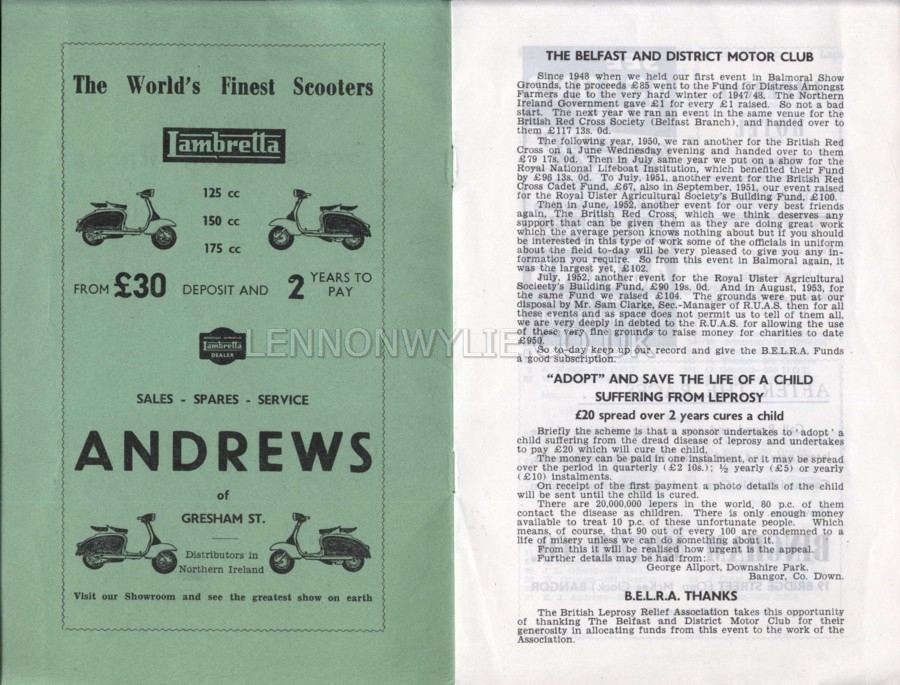 The World's Finest Scooters
Lambretta
125 cc
150 cc
175 cc
FROM £30 DEPOSIT AND 2 YEARS TO PAY
Lambretta
DEALER
SALES - SPARES - SERVICE
ANDREWS
of
GRESHAM ST.
Distributors in
Northern Ireland
Visit our Showroom and see the greatest show on earth
THE BELFAST AND DISTRICT MOTOR CLUB
Since 1948 when we held our first event in Balmoral Show
Grounds, the proceeds £85 went to the Fund for Distress Amongst
Farmers due to the very hard winter of 1947/48. The Northern
Ireland Government gave £1 for every £1 raised. So not a bad
start. The next year we ran an event in the same venue for the
British Red Cross Society (Belfast Branch), and handed over to
them £117 13s. 0d.
The following year, 1950, we ran another for the British Red
Cross on a June Wednesday evening and handed over to them
£79 17s. 0d. Then in July same year we put on a show for the
Royal National Lifeboat Institution, which benefited their Fund
by £96 13s. 0d. To July, 1951, another event for the British Red
Cross Cadet Fund, £67, also in September, 1951, our event raised
for the Royal Ulster Agricultural Society's Building Fund, £100.
Then in June, 1952, another event for our very best friends
again, The British Red Cross, which we think deserves any
support that can be given them as they are doing great work
which the average person knows nothing about but if you should
be interested in this type of work some of the officials in uniform
about the field to-day will be very pleased to give you any in-
formation you require. So from this event in Balmoral again, it
was the largest yet, £102.
July, 1952, another event for the Royal Ulster Agricultural
Socieety's Building Fund, £90 19s. 0d. And in August, 1953, for
the same Fund we raised £104. The grounds were put at our
disposal by Mr. Sam Clarke, Sec.-Manager of R.U.A.S. then for all
these events and as space does not permit us to tell of them all,
we are very deeply in debted to the R.U.A.S. for allowing the use
of these very fine grounds to raise money for charities to date
£950.
So to-day keep up our record and give the B.E.L.R.A. Funds
a good subscription.
LENNONWYLIE.CO.UK
"ADOPT" AND SAVE THE LIFE OF A CHILD
SUFFERING FROM LEPROSY
£20 spread over 2 years cures a child
Briefly the scheme is that a sponsor undertakes to 'adopt' a
child suffering from the dread disease of leprosy and undertakes
to pay £20 which will cure the child.
The money can be paid in one instalment, or it may be spread
over the period in quarterly (£2 10s.); ½ yearly (£5) or yearly
(£10) instalments.
On receipt of the first payment a photo details of the child
will be sent until the child is cured.
There are 20,000,000 lepers in the world, 80 p.c. of them
contact the disease as children. There is only enough money
available to treat 10 p.c. of these unfortunate people. Which
means, of course, that 90 out of every 100 are condemned to a
life of misery unless we can do something about it.
From this it will be realised how urgent is the appeal.
Further details may be had from:
George Allport, Downshire Park.
Bangor, Co. Down.
B.E.L.R.A. THANKS
The British Leprosy Relief Association takes this opportunity
of thanking The Belfast and District Motor Club for their
generosity in allocating funds from this event to the work of the
Association.